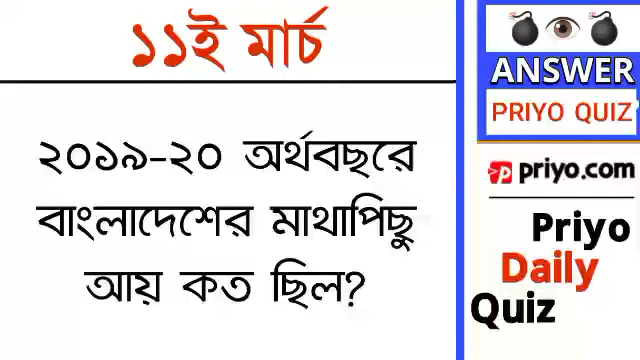 ১১ই মার্চ
২০১৯-২০ অর্থবছরে
বাংলাদেশের মাথাপিছু
আয় কত ছিল?
ANSWER
PRIYO QUIZ
priyo.com
Priyo
Daily
Quiz